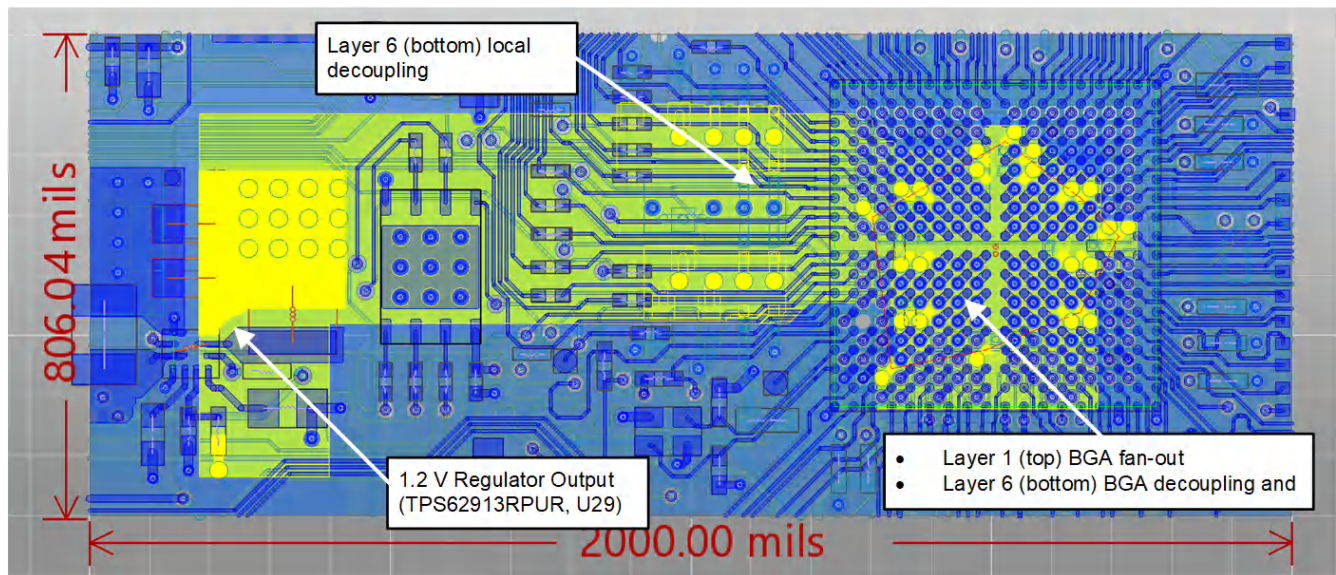 Layer 6 (bottom) local
decoupling
806.04 mils
1.2 V Regulator Output
(TPS62913RPUR, U29)
• Layer 1 (top) BGA fan-out
• Layer 6 (bottom) BGA decoupling and
2000.00 mils